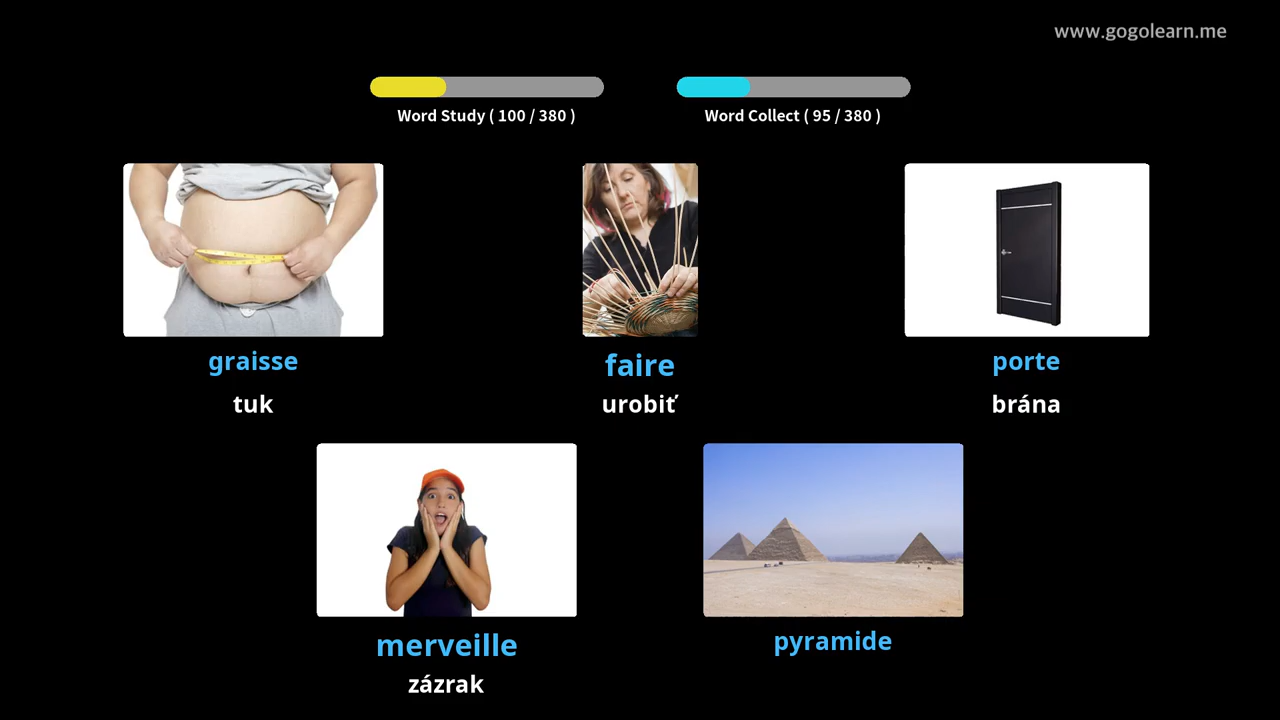 www.gogolearn.me
Word Study ( 100 / 380 )
Word Collect ( 95 / 380 )
graisse
tuk
faire
urobiť
porte
brána
merveille
zázrak
pyramide